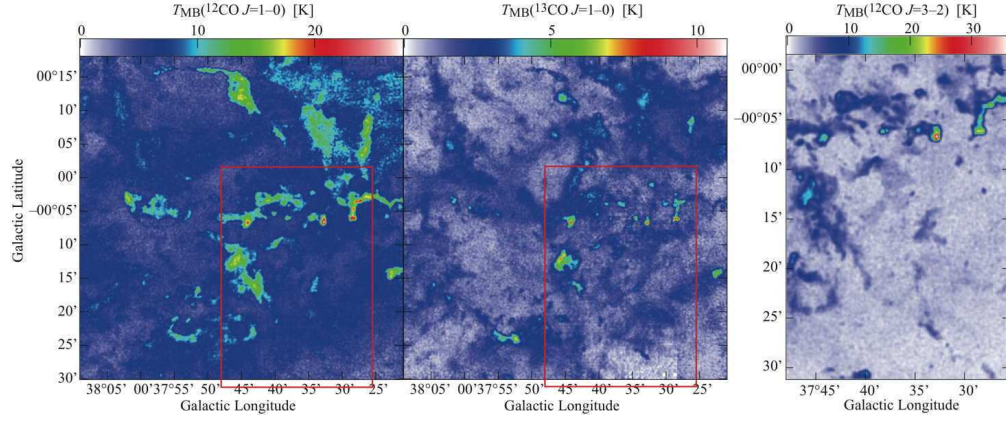 T_MB(¹²CO J=1–0) [K]
0 10 20
T_MB(¹³CO J=1–0) [K]
0 5 10
T_MB(¹²CO J=3–2) [K]
0 10 20 30
Galactic Latitude
00°15’
10’
05’
00’
–00°05’
10’
15’
20’
25’
30’
38°05’ 00’37°55’ 50’ 45’ 40’ 35’ 30’ 28’
Galactic Longitude
38°05’ 00’37°55’ 50’ 45’ 40’ 35’ 30’ 28’
Galactic Longitude
00°00’
–00°05’
10’
15’
20’
25’
30’
37°45’ 40’ 35’ 30’
Galactic Longitude